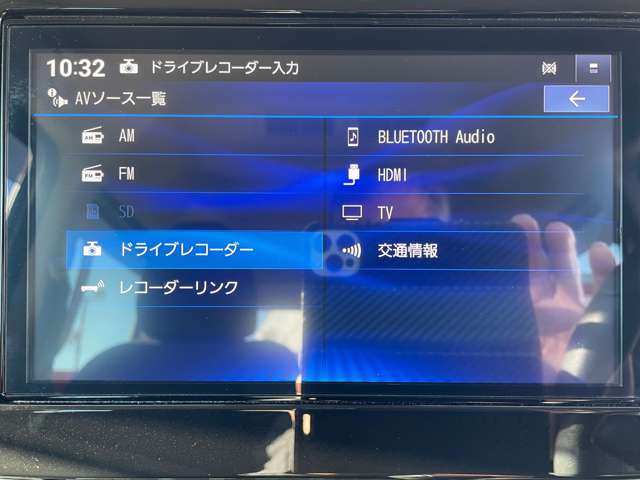 10:32 ドライブレコーダー入力
AVソース一覧
AM
FM
SD
ドライブレコーダー
レコーダーリンク
BLUETOOTH Audio
HDMI
TV
交通情報